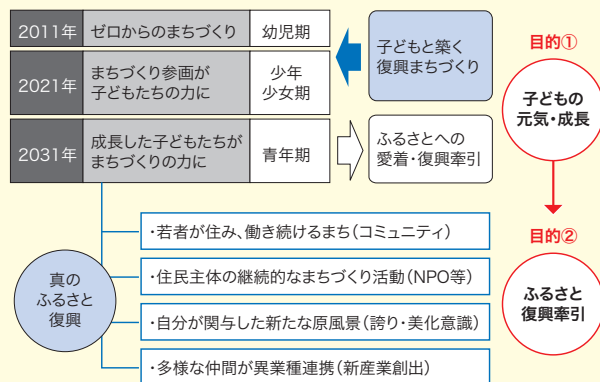 2011年 ゼロからのまちづくり 幼児期
2021年 まちづくり参画が
子どもたちの力に 少年
少女期
2031年 成長した子どもたちが
まちづくりの力に 青年期
子どもと築く
復興まちづくり
ふるさとへの
愛着・復興牽引
目的①
子どもの
元気・成長
目的②
ふるさと
復興牽引
真の
ふるさと
復興
・若者が住み、働き続けるまち(コミュニティ)
・住民主体の継続的なまちづくり活動(NPO等)
・自分が関与した新たな原風景(誇り・美化意識)
・多様な仲間が異業種連携(新産業創出)